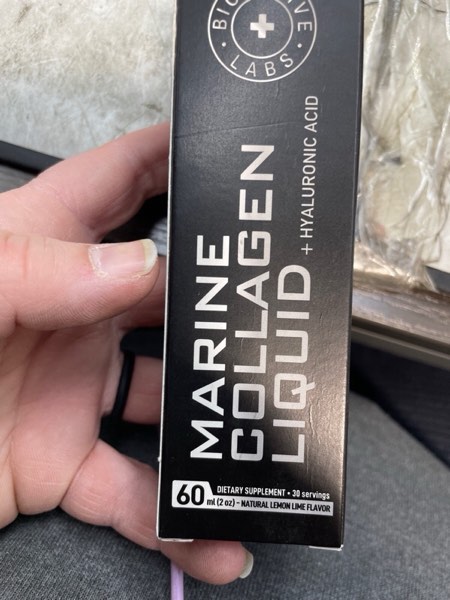 LABS
MARINE
COLLAGEN
LIQUID
+ HYALURONIC ACID
60 ml (2 oz) - NATURAL LEMON LIME FLAVOR
DIETARY SUPPLEMENT • 30 servings